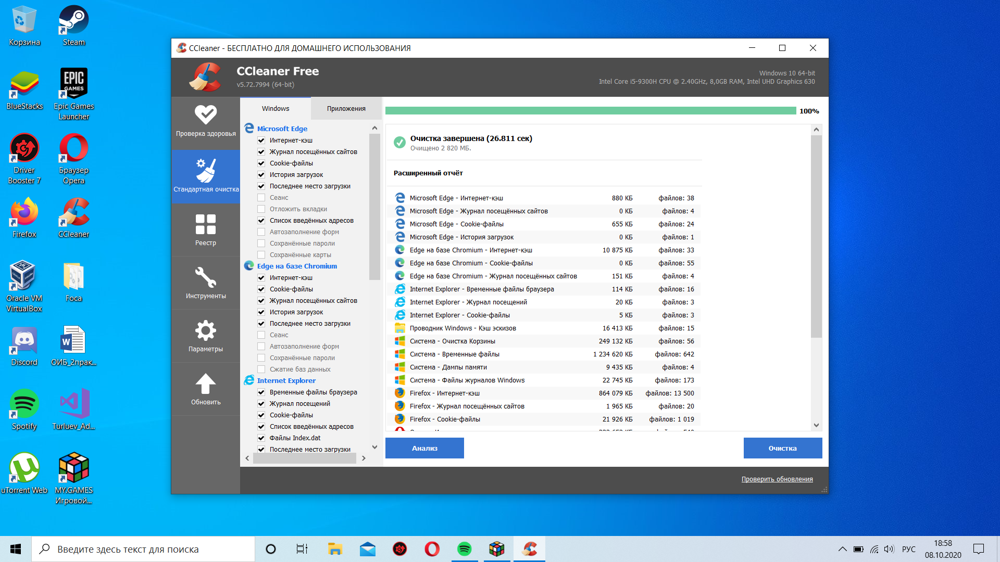 Корзина
Steam
BlueStacks
EPIC
GAMES
Epic Games
Launcher
Driver
Booster 7
Браузер
Opera
Firefox
CCleaner
Oracle VM
VirtualBox
Foca
Discord
ОИБ_2прак...
Spotify
Turluev_Ad...
uTorrent Web
MY.GAMES
Игровой...
CCleaner - БЕСПЛАТНО ДЛЯ ДОМАШНЕГО ИСПОЛЬЗОВАНИЯ
CCleaner Free
v5.72.7994 (64-bit)
Windows 10 64-bit
Intel Core i5-9300H CPU @ 2.40GHz, 8,0GB RAM, Intel UHD Graphics 630
Проверка здоровья
Стандартная очистка
Реестр
Инструменты
Параметры
Обновить
Windows
Приложения
Microsoft Edge
Интернет-кэш
Журнал посещённых сайтов
Cookie-файлы
История загрузок
Последнее место загрузки
Сеанс
Отложить вкладки
Список введённых адресов
Автозаполнение форм
Сохранённые пароли
Сохранённые карты
Edge на базе Chromium
Интернет-кэш
Cookie-файлы
Журнал посещённых сайтов
История загрузок
Последнее место загрузки
Сеанс
Автозаполнение форм
Сохранённые пароли
Сжатие баз данных
Internet Explorer
Временные файлы браузера
Журнал посещений
Cookie-файлы
Список введённых адресов
Файлы Index.dat
Последнее место загрузки
100%
Очистка завершена (26.811 сек)
Очищено 2 820 МБ.
Расширенный отчёт
Microsoft Edge - Интернет-кэш 880 КБ файлов: 38
Microsoft Edge - Журнал посещённых сайтов 0 КБ файлов: 4
Microsoft Edge - Cookie-файлы 655 КБ файлов: 24
Microsoft Edge - История загрузок 0 КБ файлов: 1
Edge на базе Chromium - Интернет-кэш 10 875 КБ файлов: 33
Edge на базе Chromium - Cookie-файлы 0 КБ файлов: 55
Edge на базе Chromium - Журнал посещённых сайтов 151 КБ файлов: 4
Internet Explorer - Временные файлы браузера 114 КБ файлов: 16
Internet Explorer - Журнал посещений 20 КБ файлов: 3
Internet Explorer - Cookie-файлы 5 КБ файлов: 3
Проводник Windows - Кэш эскизов 16 413 КБ файлов: 15
Система - Очистка Корзины 249 132 КБ файлов: 56
Система - Временные файлы 1 234 620 КБ файлов: 642
Система - Дампы памяти 9 435 КБ файлов: 4
Система - Файлы журналов Windows 22 745 КБ файлов: 173
Firefox - Интернет-кэш 864 079 КБ файлов: 13 500
Firefox - Журнал посещённых сайтов 1 965 КБ файлов: 20
Firefox - Cookie-файлы 21 926 КБ файлов: 1 019
Анализ
Очистка
Проверить обновления
Введите здесь текст для поиска
РУС
18:58
08.10.2020